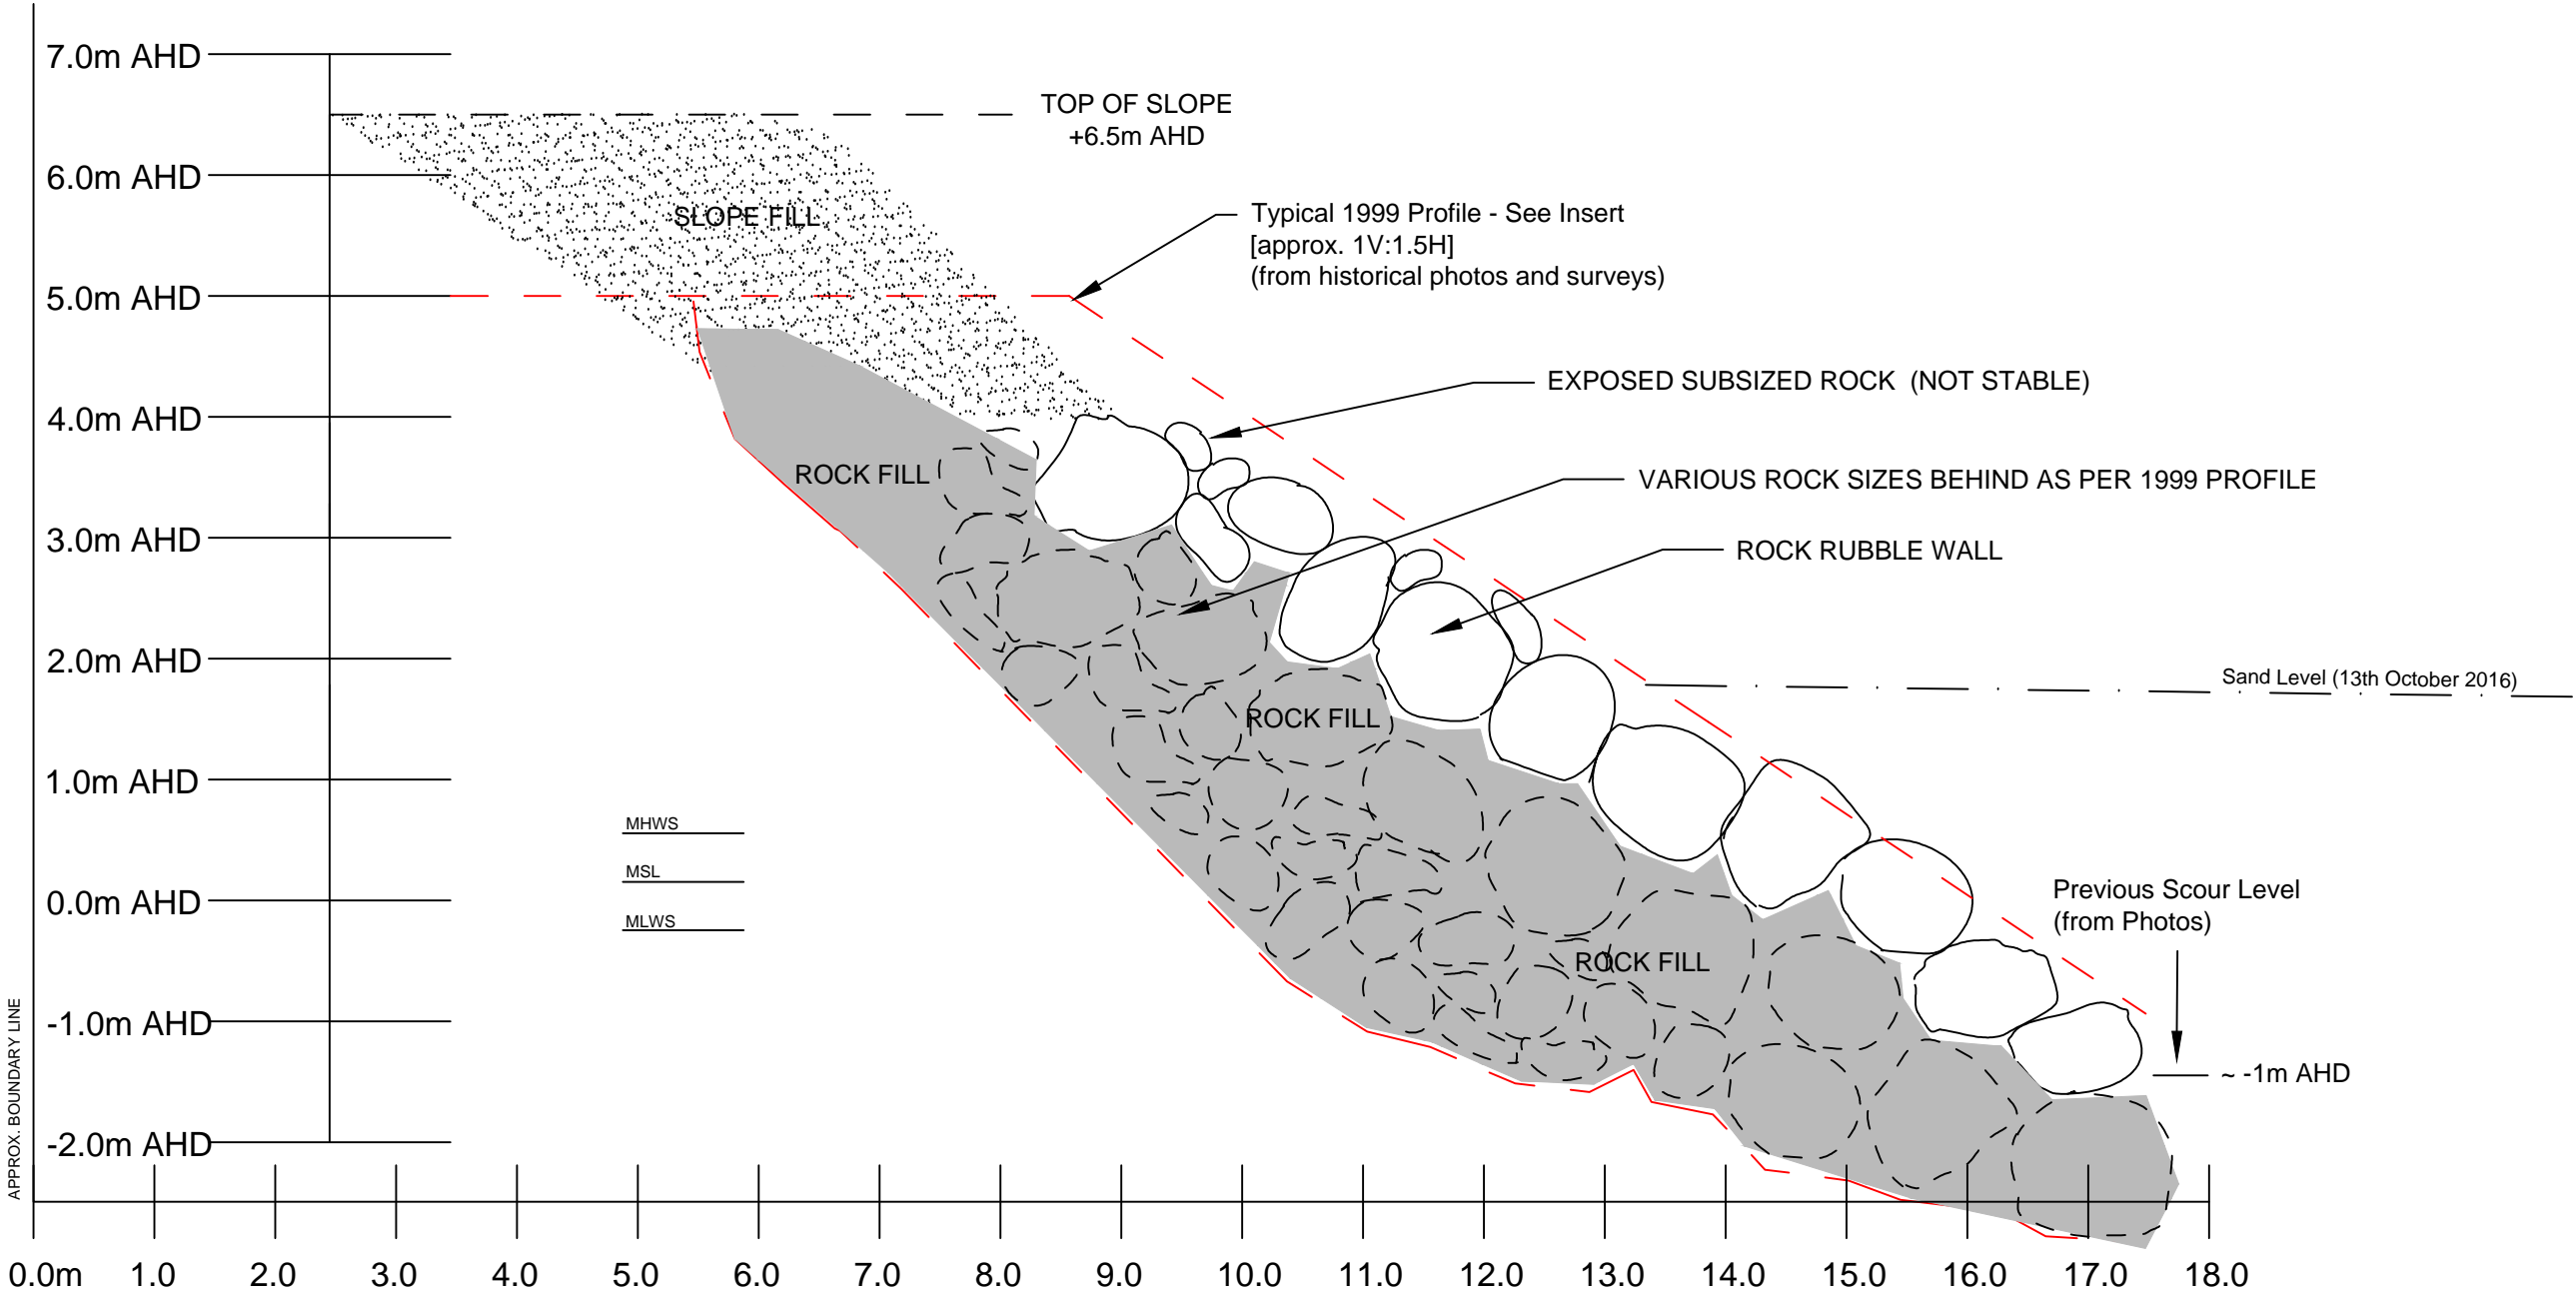 7.0m AHD
TOP OF SLOPE
+6.5m AHD
6.0m AHD
SLOPE FILL
Typical 1999 Profile - See Insert
[approx. 1V:1.5H]
(from historical photos and surveys)
5.0m AHD
EXPOSED SUBSIZED ROCK (NOT STABLE)
4.0m AHD
ROCK FILL
VARIOUS ROCK SIZES BEHIND AS PER 1999 PROFILE
3.0m AHD
ROCK RUBBLE WALL
2.0m AHD
Sand Level (13th October 2016)
ROCK FILL
1.0m AHD
MHWS
MSL
0.0m AHD
MLWS
Previous Scour Level
(from Photos)
ROCK FILL
-1.0m AHD
~ -1m AHD
-2.0m AHD
APPROX. BOUNDARY LINE
0.0m 1.0 2.0 3.0 4.0 5.0 6.0 7.0 8.0 9.0 10.0 11.0 12.0 13.0 14.0 15.0 16.0 17.0 18.0